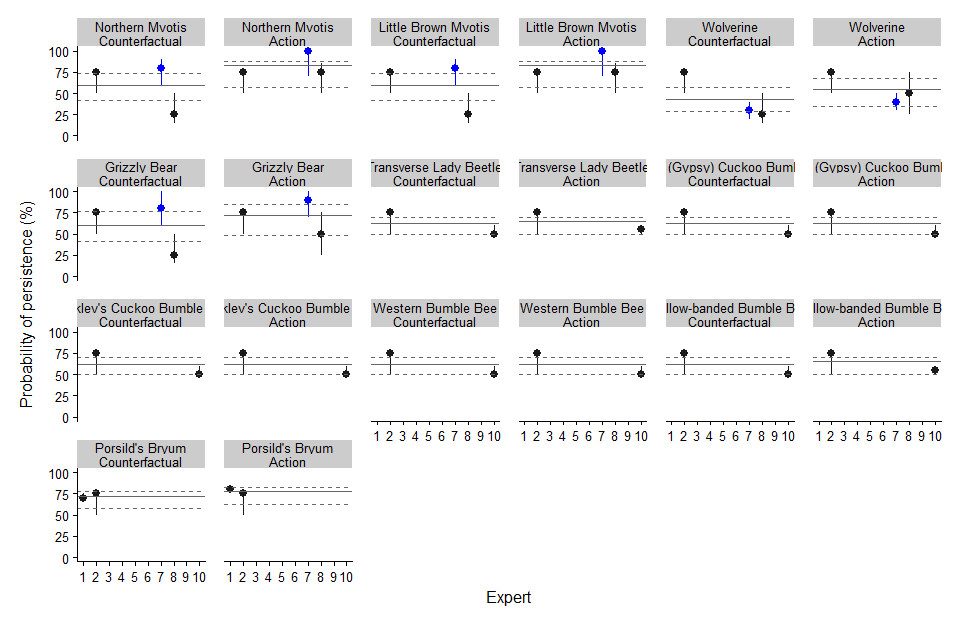 Northern Myotis
Counterfactual
Northern Myotis
Action
Little Brown Myotis
Counterfactual
Little Brown Myotis
Action
Wolverine
Counterfactual
Wolverine
Action
100
75
50
25
0
Grizzly Bear
Counterfactual
Grizzly Bear
Action
Transverse Lady Beetle
Counterfactual
Transverse Lady Beetle
Action
(Gypsy) Cuckoo Buml
Counterfactual
(Gypsy) Cuckoo Buml
Action
100
75
50
25
0
kley's Cuckoo Bumble
Counterfactual
kley's Cuckoo Bumble
Action
Western Bumble Bee
Counterfactual
Western Bumble Bee
Action
llow-banded Bumble B
Counterfactual
llow-banded Bumble B
Action
100
75
50
25
0
1 2 3 4 5 6 7 8 9 10
1 2 3 4 5 6 7 8 9 10
1 2 3 4 5 6 7 8 9 10
1 2 3 4 5 6 7 8 9 10
Porsild's Bryum
Counterfactual
Porsild's Bryum
Action
100
75
50
25
0
1 2 3 4 5 6 7 8 9 10
1 2 3 4 5 6 7 8 9 10
Probability of persistence (%)
Expert